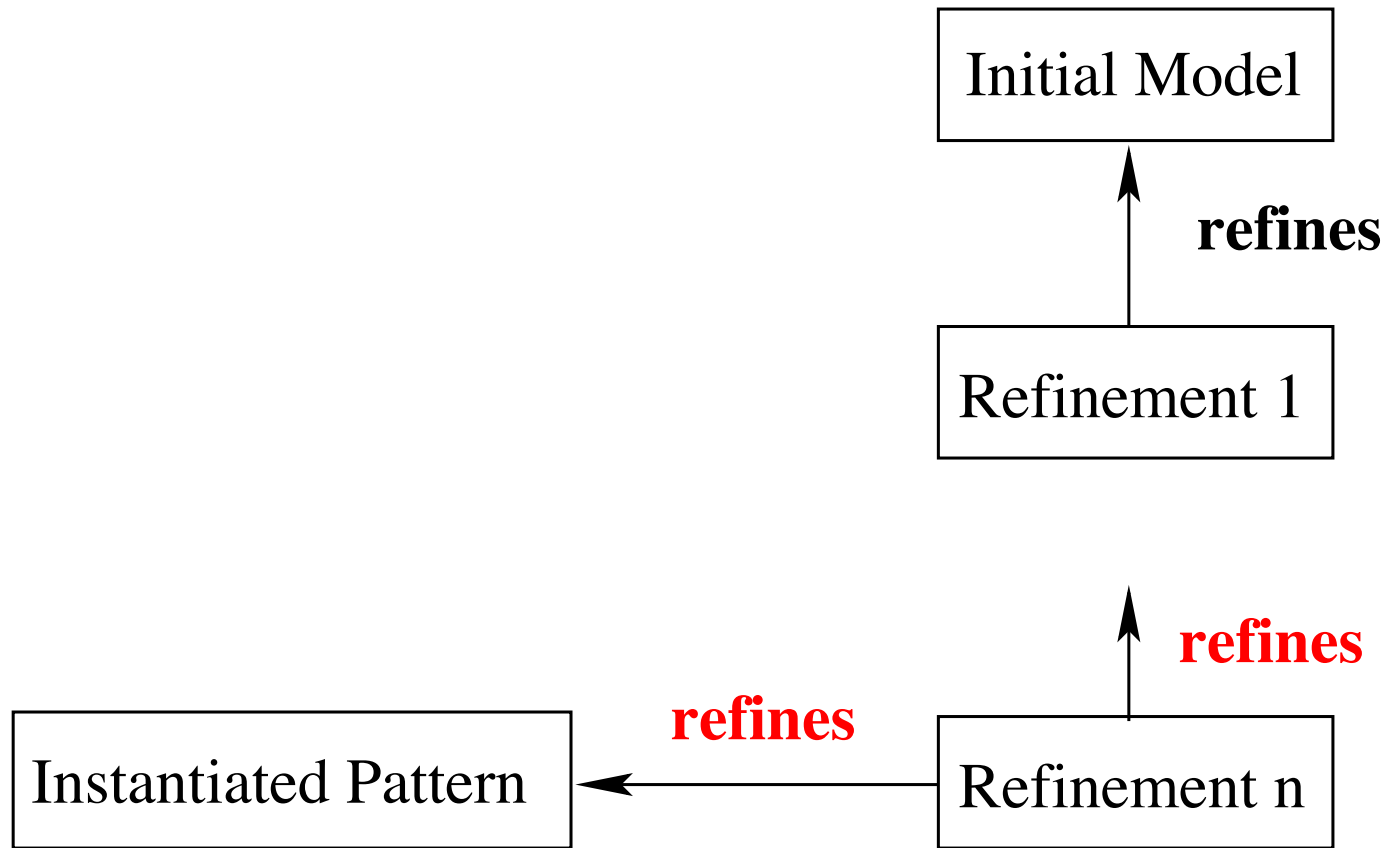 Initial Model
refines
Refinement 1
refines
refines
Instantiated Pattern
Refinement n